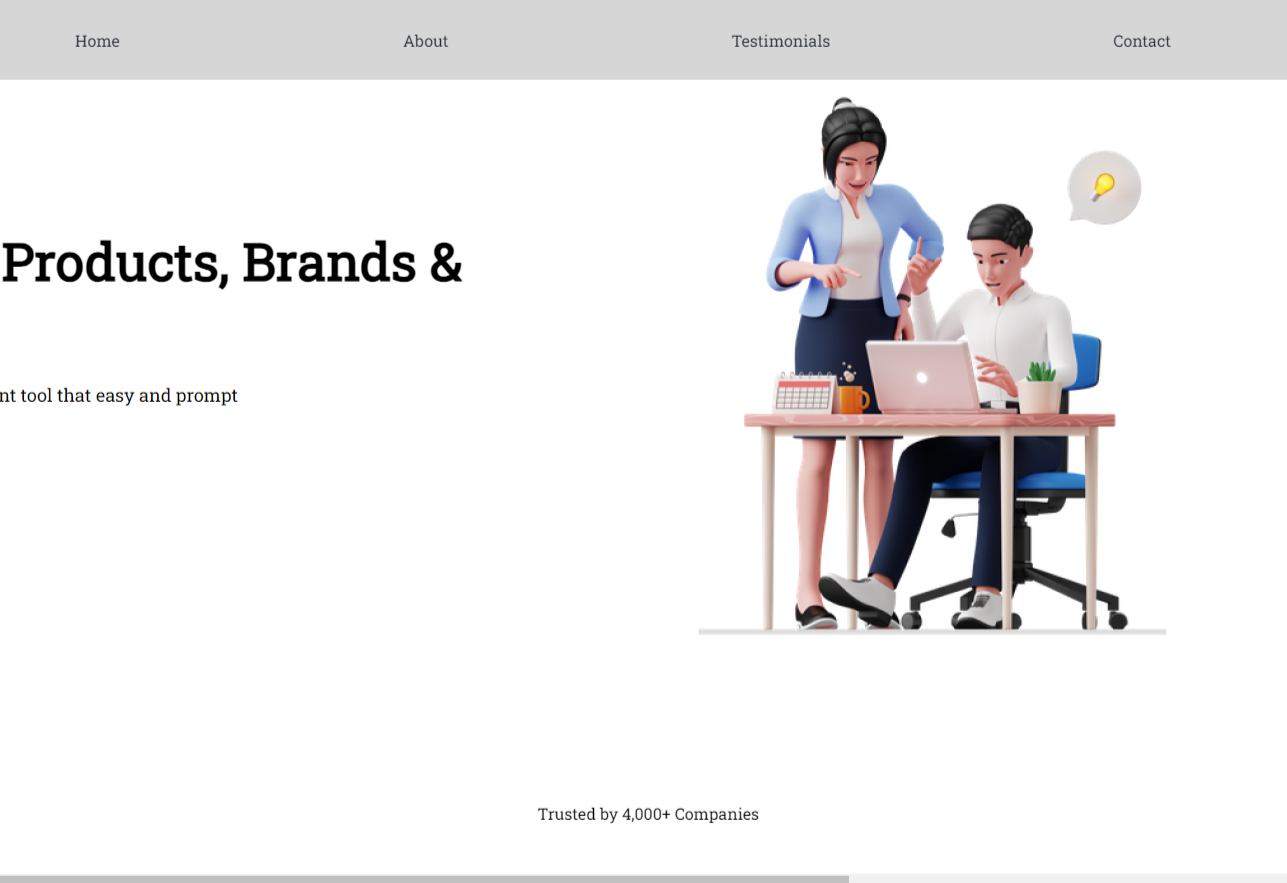 Home About Testimonials Contact
Products, Brands &
nt tool that easy and prompt
Trusted by 4,000+ Companies